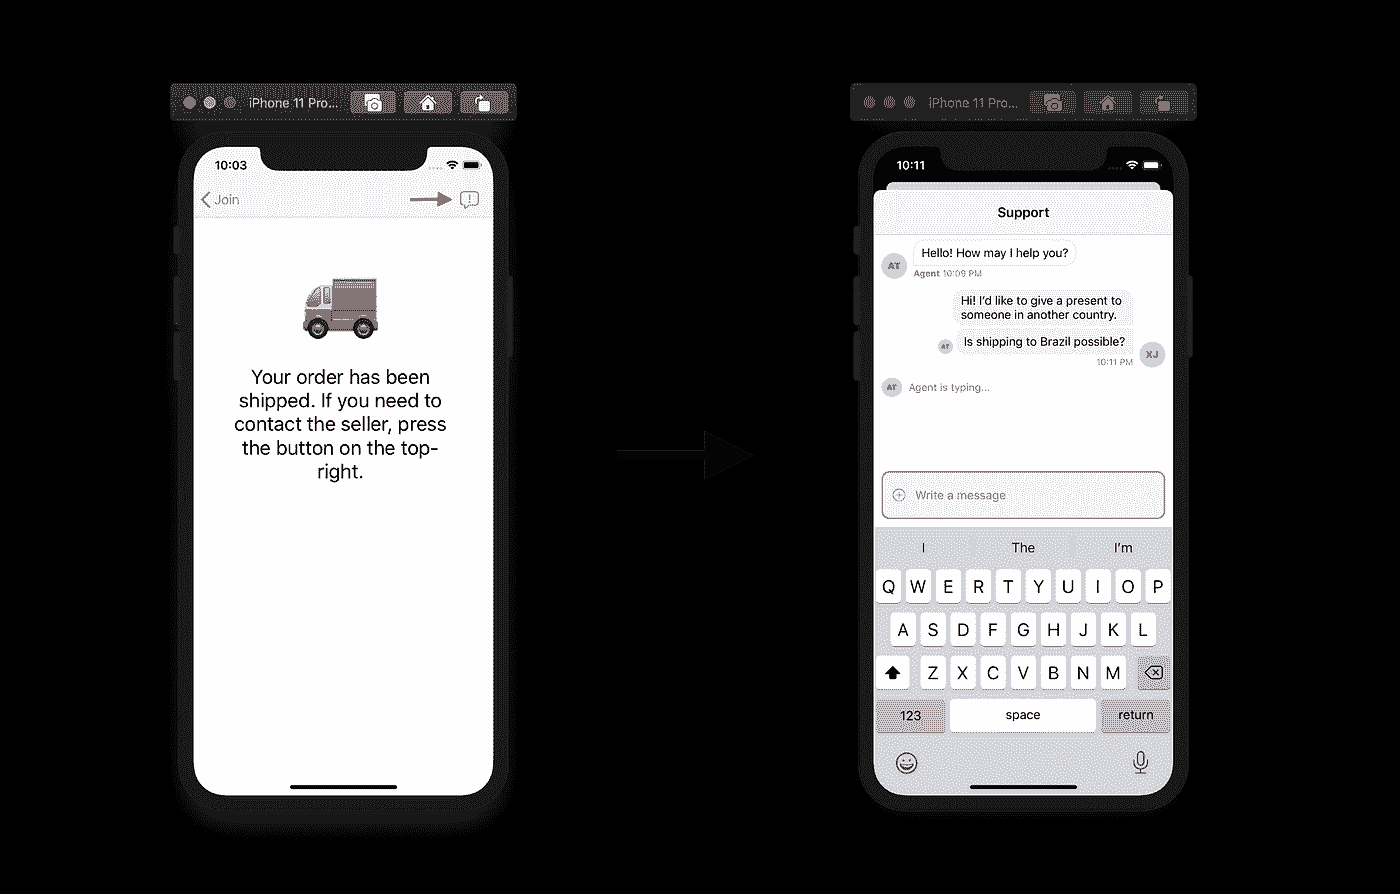 iPhone 11 Pro...
10:03
Join
Your order has been
shipped. If you need to
contact the seller, press
the button on the top-
right.
iPhone 11 Pro...
10:11
Support
AT
Hello! How may I help you?
Agent 10:09 PM
Hi! I'd like to give a present to
someone in another country.
AT
Is shipping to Brazil possible?
XJ
10:11 PM
AT
Agent is typing...
Write a message
I The I'm
Q W E R T Y U I O P
A S D F G H J K L
Z X C V B N M
123 space return